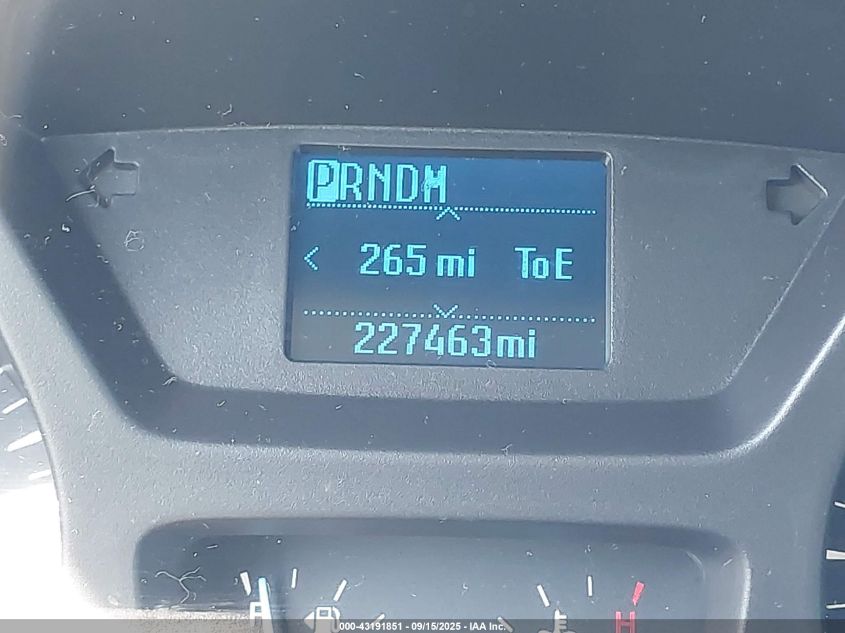 PRNDM
< 265 mi ToE
227463mi
H
000-43191851 - 09/15/2025 - IAA Inc.